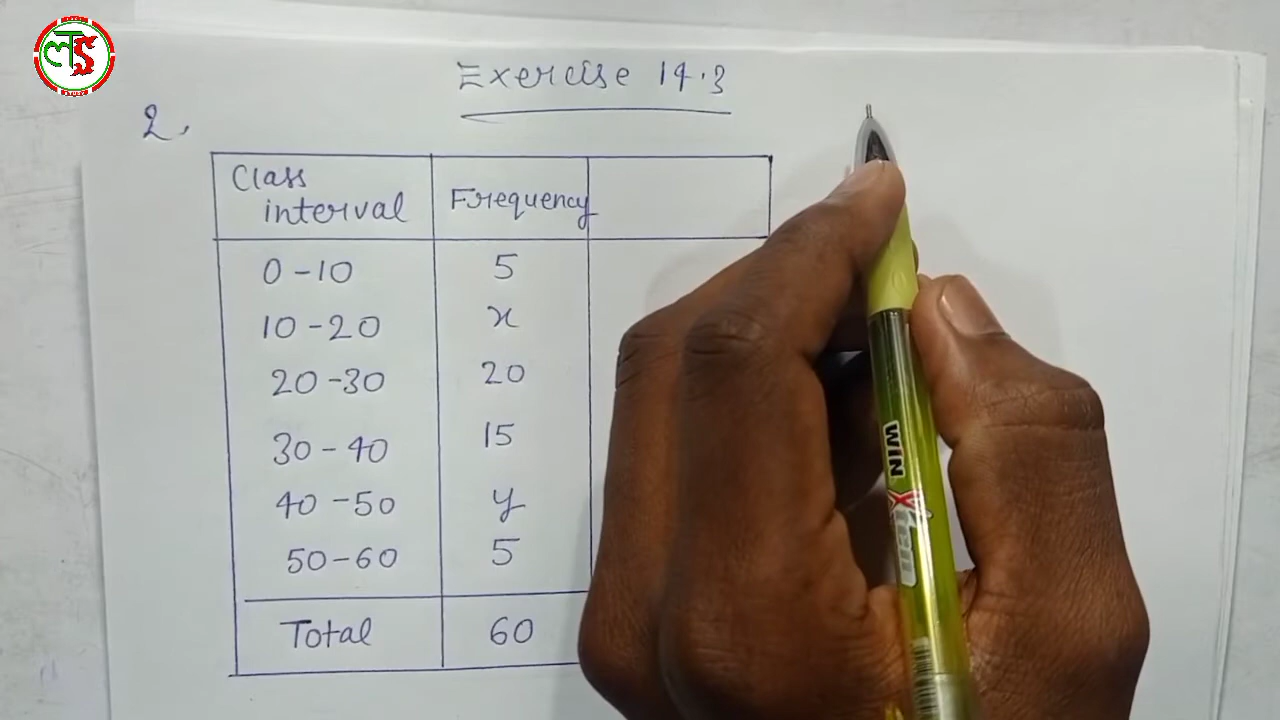 Exercise 14.3
2.
Class interval Frequency
0-10 5
10-20 x
20-30 20
30-40 15
40-50 y
50-60 5
Total 60
WIN